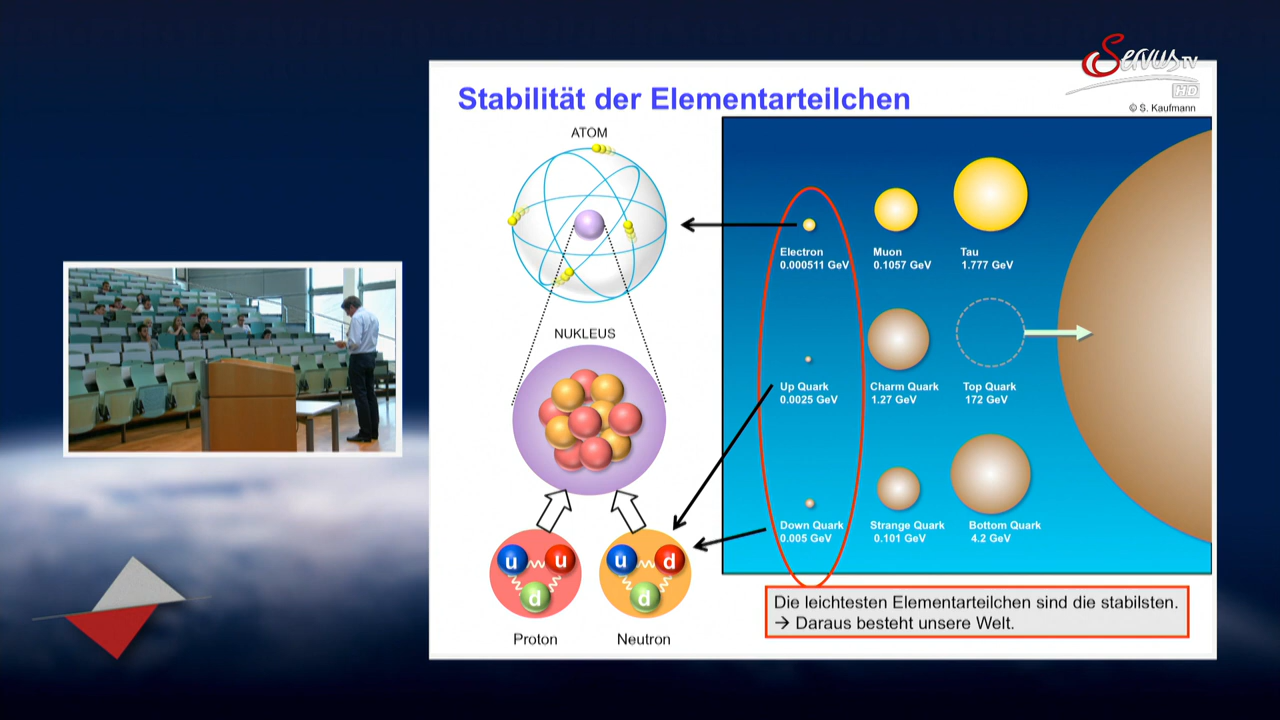 Servus TV
HD
© S. Kaufmann
Stabilität der Elementarteilchen
ATOM
NUKLEUS
u
u
d
u
d
d
Proton
Neutron
Electron
0.000511 GeV
Muon
0.1057 GeV
Tau
1.777 GeV
Up Quark
0.0025 GeV
Charm Quark
1.27 GeV
Top Quark
172 GeV
Down Quark
0.005 GeV
Strange Quark
0.101 GeV
Bottom Quark
4.2 GeV
Die leichtesten Elementarteilchen sind die stabilsten.
→ Daraus besteht unsere Welt.